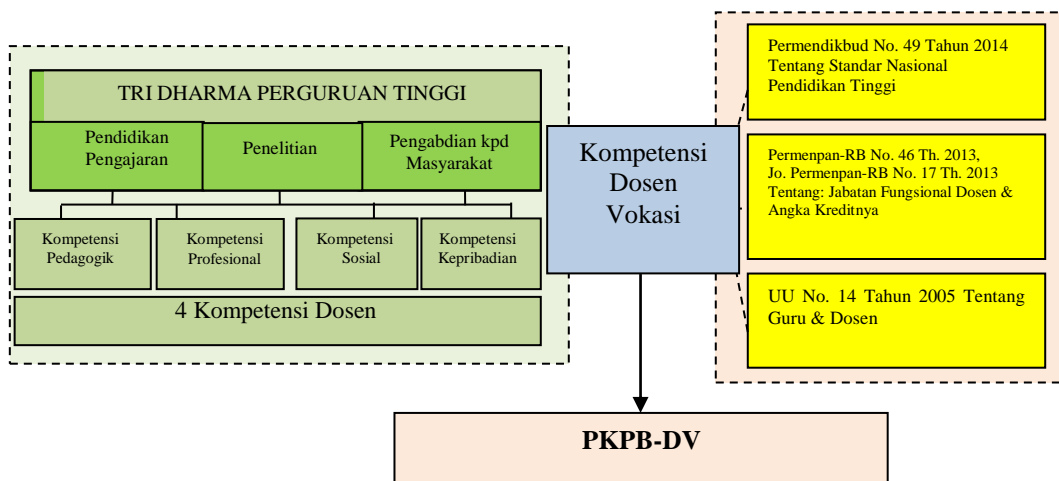 TRI DHARMA PERGURUAN TINGGI
Pendidikan
Pengajaran
Penelitian
Pengabdian kpd
Masyarakat
Kompetensi
Pedagogik
Kompetensi
Profesional
Kompetensi
Sosial
Kompetensi
Kepribadian
4 Kompetensi Dosen
Kompetensi
Dosen
Vokasi
Permendikbud No. 49 Tahun 2014
Tentang Standar Nasional
Pendidikan Tinggi
Permenpan-RB No. 46 Th. 2013,
Jo. Permenpan-RB No. 17 Th. 2013
Tentang: Jabatan Fungsional Dosen &
Angka Kreditnya
UU No. 14 Tahun 2005 Tentang
Guru & Dosen
PKPB-DV